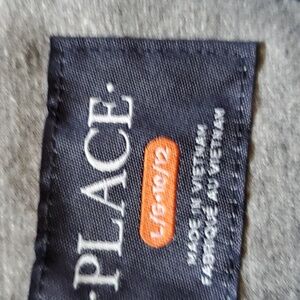 ·PLACE·
L/G·10/12
MADE IN VIETNAM
FABRIQUÉ AU VIETNAM